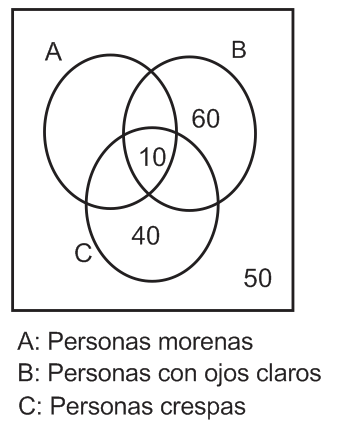 A
B
60
10
40
C
50
A: Personas morenas
B: Personas con ojos claros
C: Personas crespas